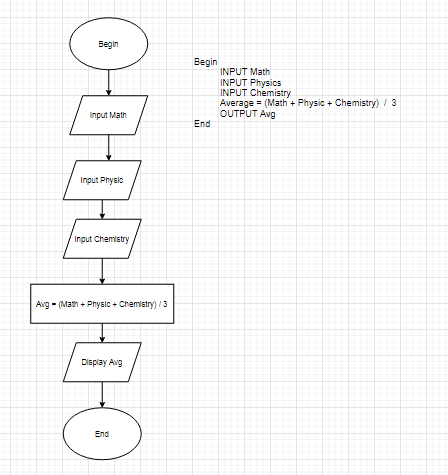 Begin
Input Math
Input Physic
Input Chemistry
Avg = (Math + Physic + Chemistry) / 3
Display Avg
End
Begin
INPUT Math
INPUT Physics
INPUT Chemistry
Average = (Math + Physic + Chemistry) / 3
OUTPUT Avg
End